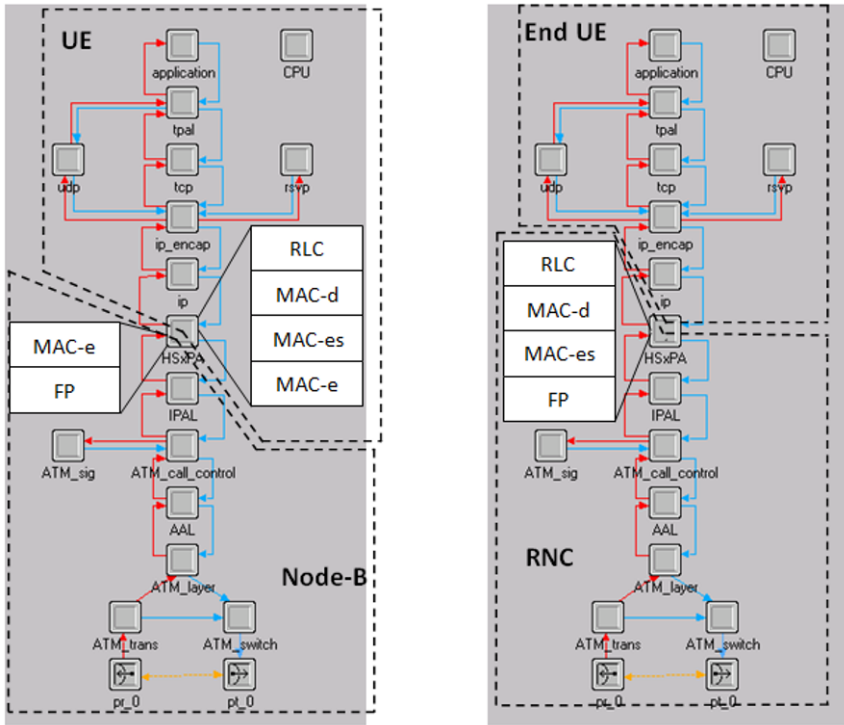 UE
application
CPU
tpal
udp
tcp
rsvp
ip_encap
ip
RLC
MAC-d
MAC-es
MAC-e
HSxPA
MAC-e
FP
IPAL
ATM_sig
ATM_call_control
AAL
ATM_layer
Node-B
ATM_trans
ATM_switch
pr_0
pt_0
End UE
application
CPU
tpal
udp
tcp
rsvp
ip_encap
ip
RLC
MAC-d
MAC-es
FP
HSxPA
IPAL
ATM_sig
ATM_call_control
AAL
RNC
ATM_layer
ATM_trans
ATM_switch
pr_0
pt_0